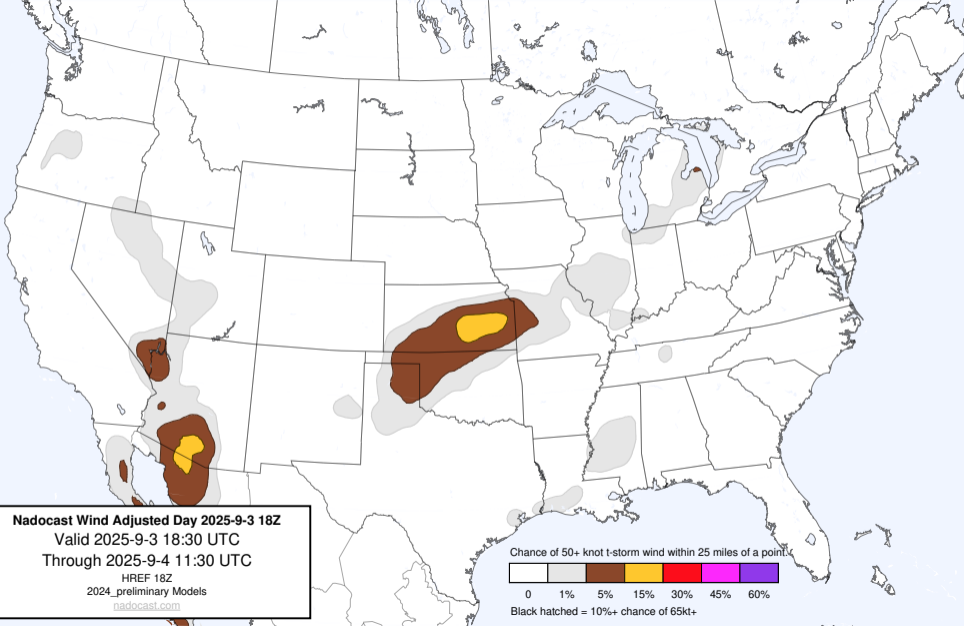 Nadocast Wind Adjusted Day 2025-9-3 18Z
Valid 2025-9-3 18:30 UTC
Through 2025-9-4 11:30 UTC
HREF 18Z
2024_preliminary Models
nadocast.com
Chance of 50+ knot t-storm wind within 25 miles of a point.
0 1% 5% 15% 30% 45% 60%
Black hatched = 10%+ chance of 65kt+